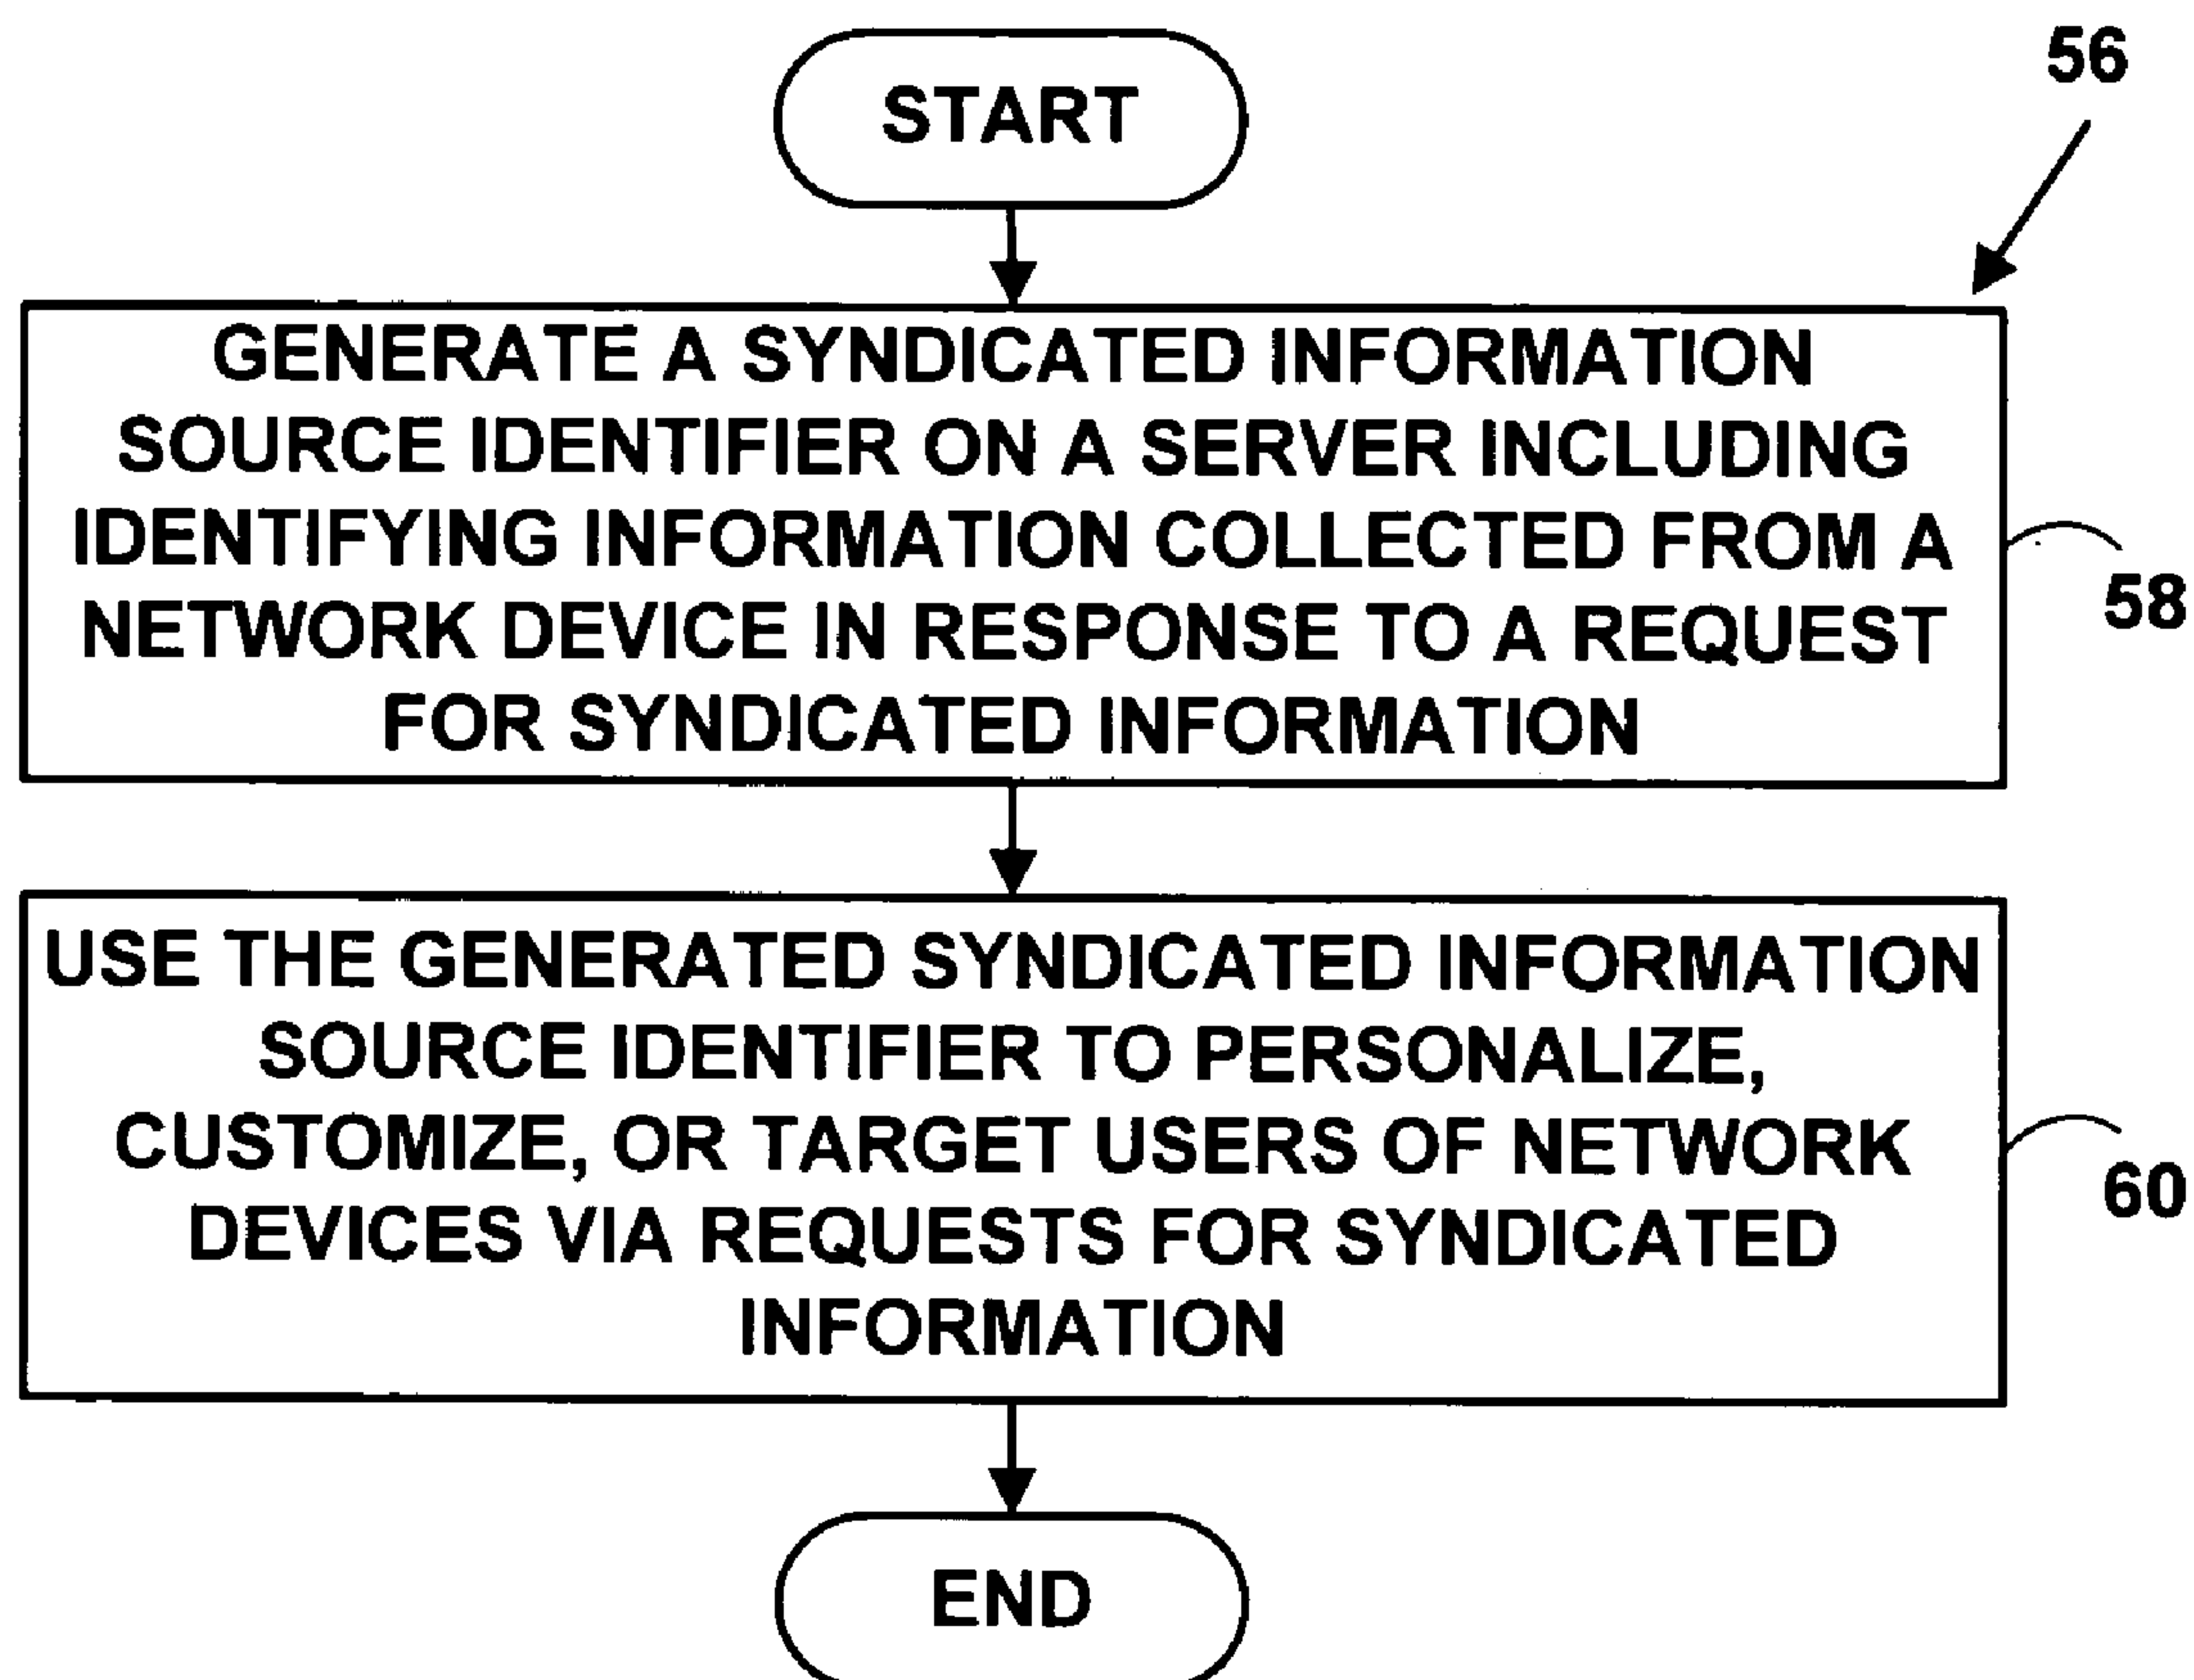 START
56
GENERATE A SYNDICATED INFORMATION
SOURCE IDENTIFIER ON A SERVER INCLUDING
IDENTIFYING INFORMATION COLLECTED FROM A
NETWORK DEVICE IN RESPONSE TO A REQUEST
FOR SYNDICATED INFORMATION
58
USE THE GENERATED SYNDICATED INFORMATION
SOURCE IDENTIFIER TO PERSONALIZE,
CUSTOMIZE, OR TARGET USERS OF NETWORK
DEVICES VIA REQUESTS FOR SYNDICATED
INFORMATION
60
END